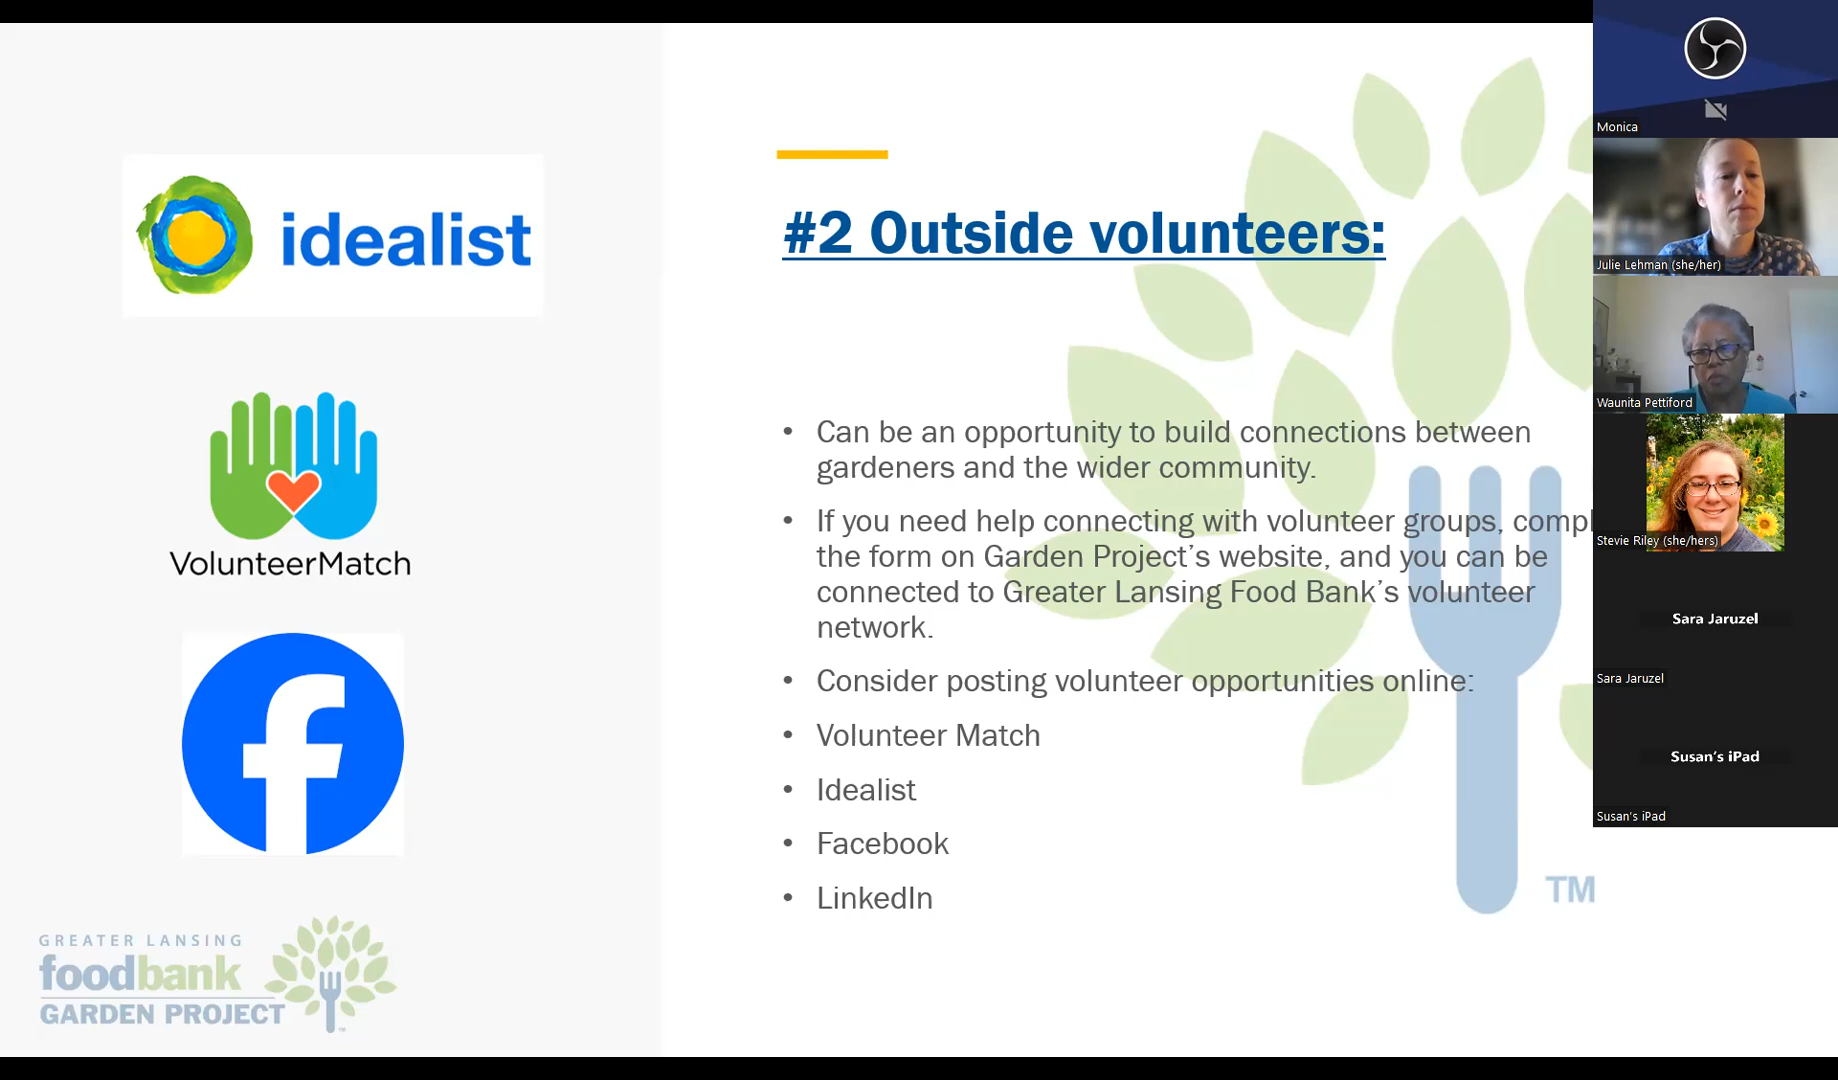 idealist
VolunteerMatch
GREATER LANSING
foodbank
GARDEN PROJECT
#2 Outside volunteers:
• Can be an opportunity to build connections between
gardeners and the wider community.
• If you need help connecting with volunteer groups, compl
the form on Garden Project’s website, and you can be
connected to Greater Lansing Food Bank’s volunteer
network.
• Consider posting volunteer opportunities online:
• Volunteer Match
• Idealist
• Facebook
• LinkedIn
TM
Monica
Julie Lehman (she/her)
Waunita Pettiford
Stevie Riley (she/hers)
Sara Jaruzel
Sara Jaruzel
Susan’s iPad
Susan's iPad